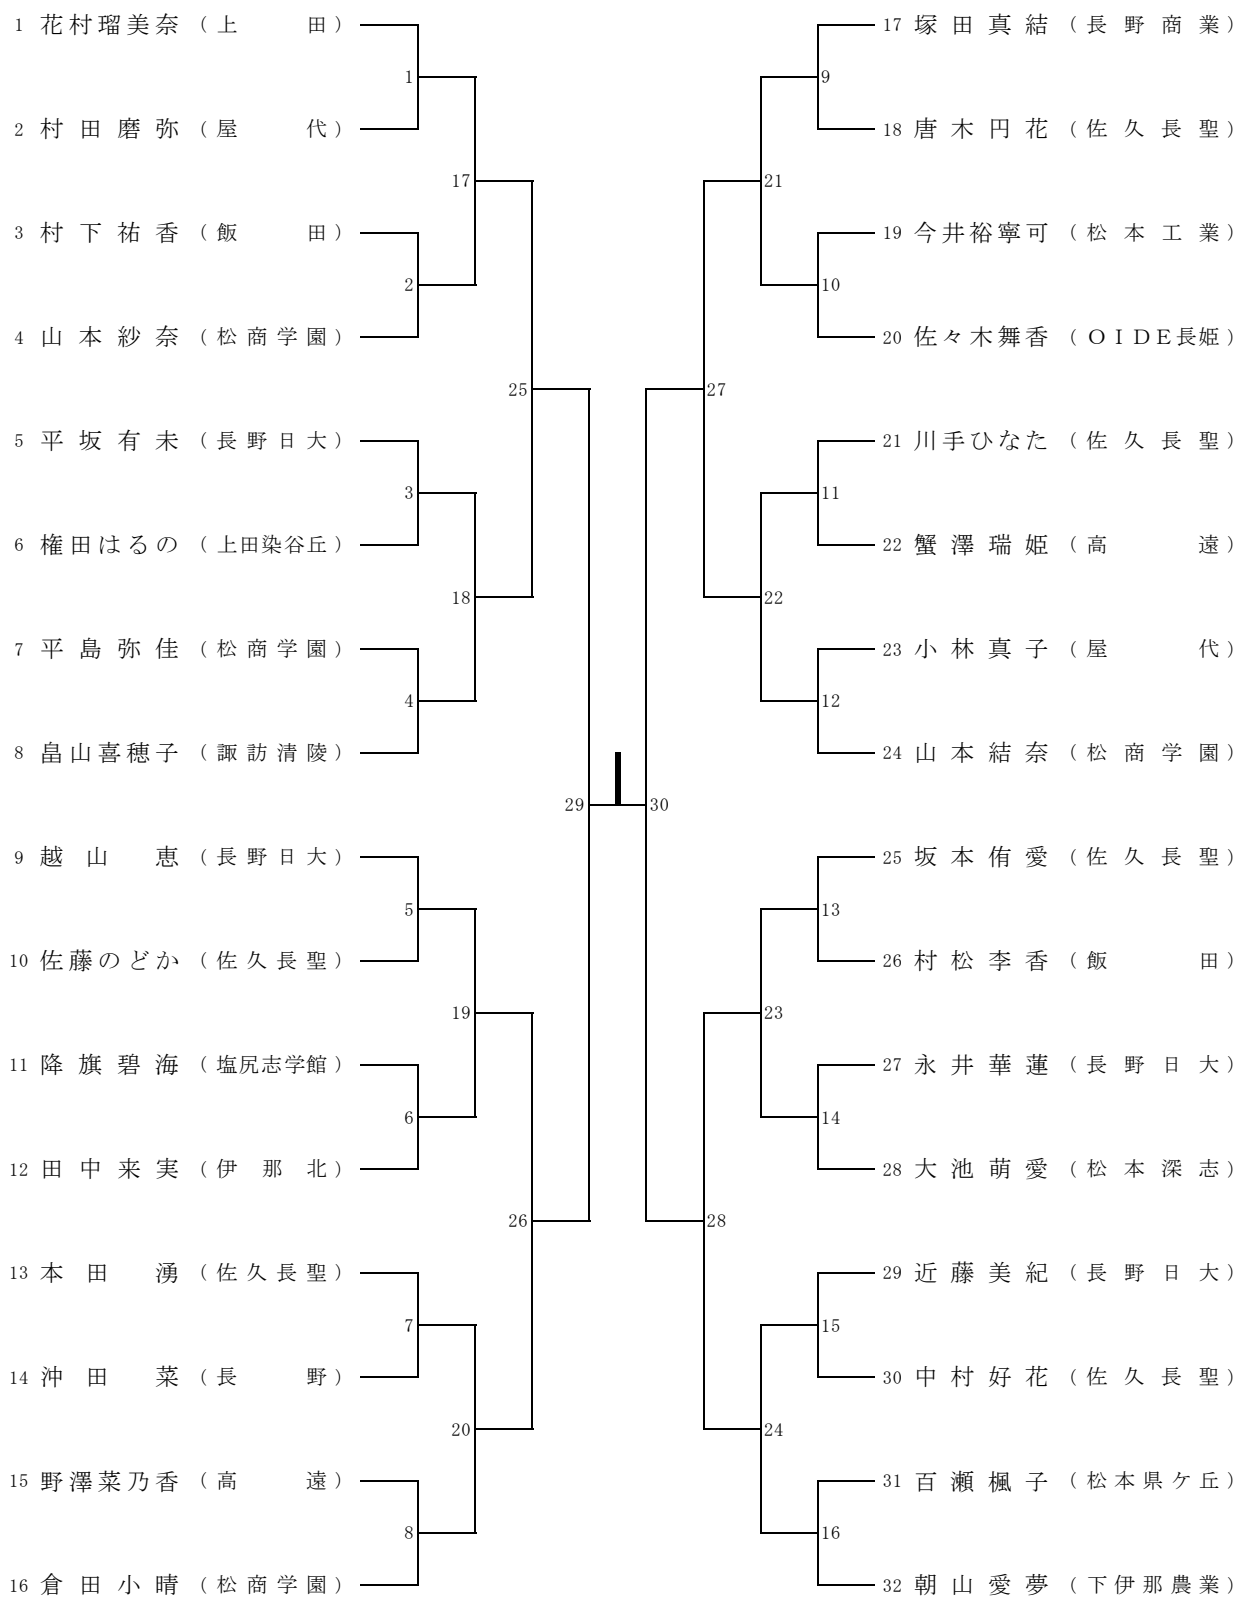 1 花村瑠美奈 （上田）
2 村田磨弥 （屋代）
3 村下祐香 （飯田）
4 山本紗奈 （松商学園）
5 平坂有未 （長野日大）
6 権田はるの （上田染谷丘）
7 平島弥佳 （松商学園）
8 畠山喜穂子 （諏訪清陵）
9 越山恵 （長野日大）
10 佐藤のどか （佐久長聖）
11 降旗碧海 （塩尻志学館）
12 田中来実 （伊那北）
13 本田湧 （佐久長聖）
14 沖田菜 （長野）
15 野澤菜乃香 （高遠）
16 倉田小晴 （松商学園）
1
2
3
4
5
6
7
8
17
18
19
20
25
26
29
30
27
28
21
22
23
24
9
10
11
12
13
14
15
16
17 塚田真結 （長野商業）
18 唐木円花 （佐久長聖）
19 今井裕寧可 （松本工業）
20 佐々木舞香 （ＯＩＤＥ長姫）
21 川手ひなた （佐久長聖）
22 蟹澤瑞姫 （高遠）
23 小林真子 （屋代）
24 山本結奈 （松商学園）
25 坂本侑愛 （佐久長聖）
26 村松李香 （飯田）
27 永井華蓮 （長野日大）
28 大池萌愛 （松本深志）
29 近藤美紀 （長野日大）
30 中村好花 （佐久長聖）
31 百瀬楓子 （松本県ケ丘）
32 朝山愛夢 （下伊那農業）